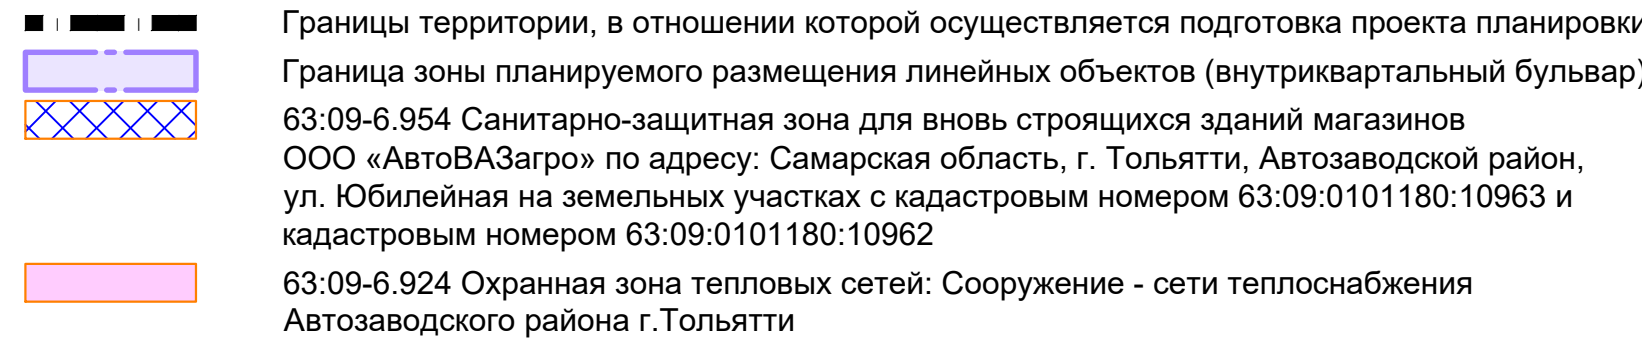 Границы территории, в отношении которой осуществляется подготовка проекта планировки
Граница зоны планируемого размещения линейных объектов (внутриквартальный бульвар)
63:09-6.954 Санитарно-защитная зона для вновь строящихся зданий магазинов
ООО «АвтоВАЗагро» по адресу: Самарская область, г. Тольятти, Автозаводской район,
ул. Юбилейная на земельных участках с кадастровым номером 63:09:0101180:10963 и
кадастровым номером 63:09:0101180:10962
63:09-6.924 Охранная зона тепловых сетей: Сооружение - сети теплоснабжения
Автозаводского района г.Тольятти